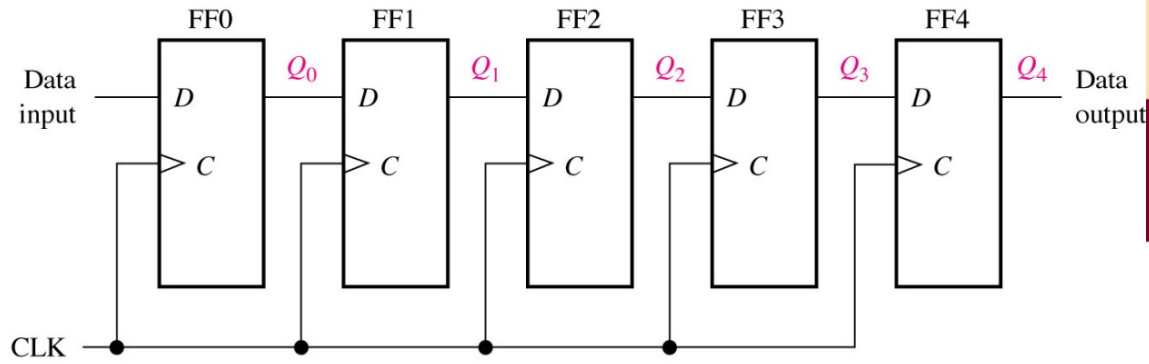 FF0 FF1 FF2 FF3 FF4
Q₀ Q₁ Q₂ Q₃ Q₄
Data input
D D D D D
Data output
C C C C C
CLK